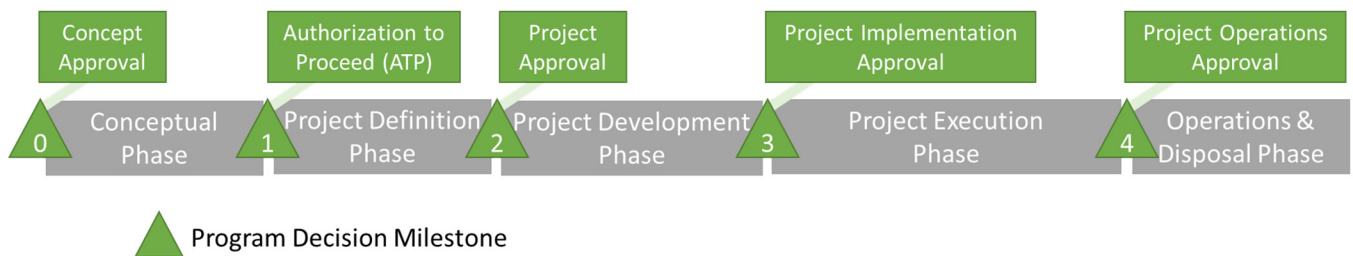 Concept
Approval
Authorization to
Proceed (ATP)
Project
Approval
Project Implementation
Approval
Project Operations
Approval
0
Conceptual
Phase
1
Project Definition
Phase
2
Project Development
Phase
3
Project Execution
Phase
4
Operations &
Disposal Phase
Program Decision Milestone